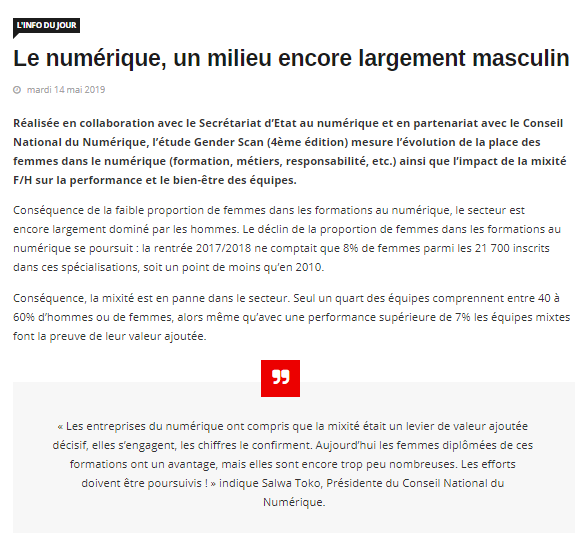 L'INFO DU JOUR
Le numérique, un milieu encore largement masculin
mardi 14 mai 2019
Réalisée en collaboration avec le Secrétariat d'Etat au numérique et en partenariat avec le Conseil
National du Numérique, l'étude Gender Scan (4ème édition) mesure l'évolution de la place des
femmes dans le numérique (formation, métiers, responsabilité, etc.) ainsi que l'impact de la mixité
F/H sur la performance et le bien-être des équipes.
Conséquence de la faible proportion de femmes dans les formations au numérique, le secteur est
encore largement dominé par les hommes. Le déclin de la proportion de femmes dans les formations au
numérique se poursuit : la rentrée 2017/2018 ne comptait que 8% de femmes parmi les 21 700 inscrits
dans ces spécialisations, soit un point de moins qu'en 2010.
Conséquence, la mixité est en panne dans le secteur. Seul un quart des équipes comprennent entre 40 à
60% d'hommes ou de femmes, alors même qu'avec une performance supérieure de 7% les équipes mixtes
font la preuve de leur valeur ajoutée.
« Les entreprises du numérique ont compris que la mixité était un levier de valeur ajoutée
décisif, elles s'engagent, les chiffres le confirment. Aujourd'hui les femmes diplômées de ces
formations ont un avantage, mais elles sont encore trop peu nombreuses. Les efforts
doivent être poursuivis ! » indique Salwa Toko, Présidente du Conseil National du
Numérique.